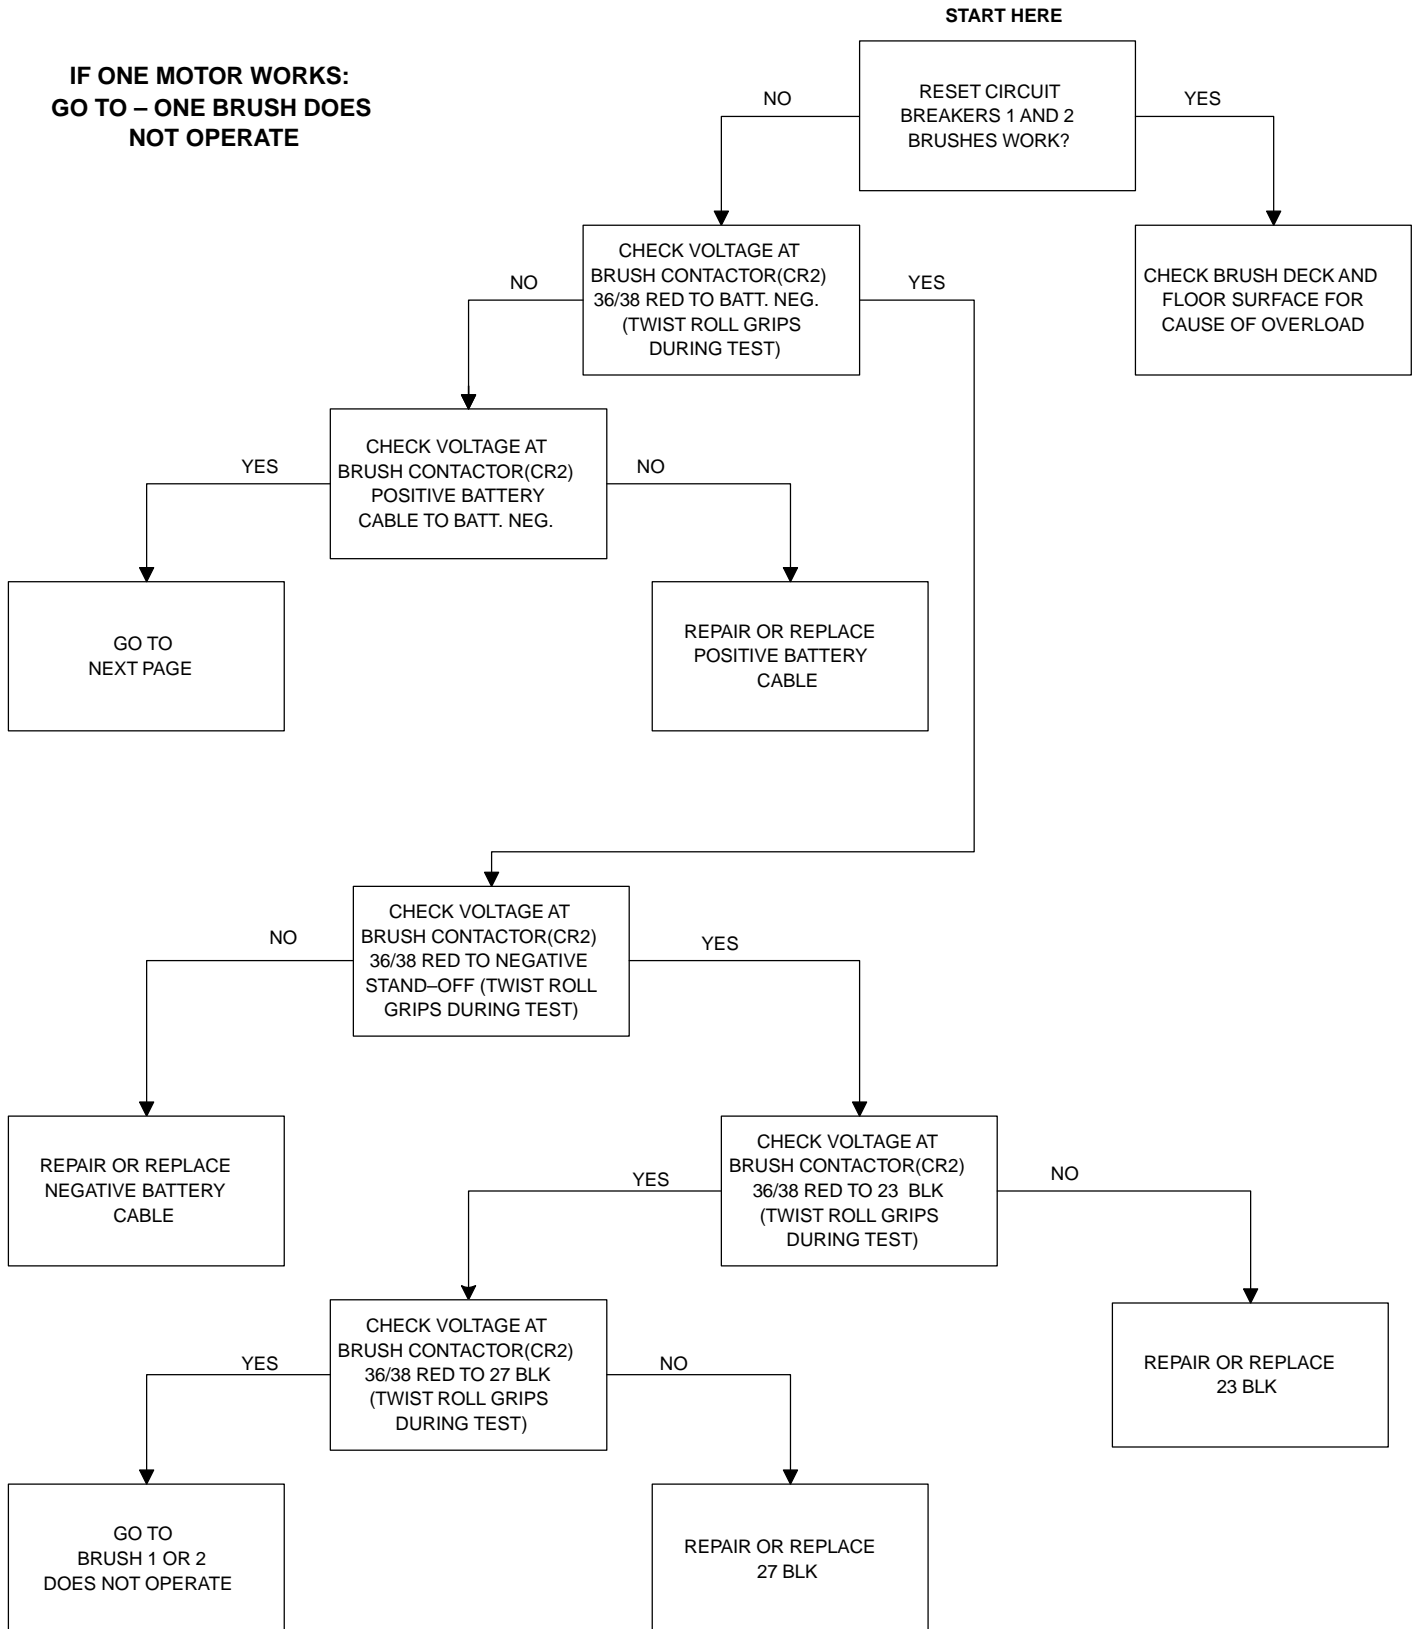 START HERE
IF ONE MOTOR WORKS:
GO TO – ONE BRUSH DOES
NOT OPERATE
RESET CIRCUIT
BREAKERS 1 AND 2
BRUSHES WORK?
NO
YES
CHECK VOLTAGE AT
BRUSH CONTACTOR(CR2)
36/38 RED TO BATT. NEG.
(TWIST ROLL GRIPS
DURING TEST)
CHECK BRUSH DECK AND
FLOOR SURFACE FOR
CAUSE OF OVERLOAD
NO
YES
CHECK VOLTAGE AT
BRUSH CONTACTOR(CR2)
POSITIVE BATTERY
CABLE TO BATT. NEG.
YES
NO
GO TO
NEXT PAGE
REPAIR OR REPLACE
POSITIVE BATTERY
CABLE
CHECK VOLTAGE AT
BRUSH CONTACTOR(CR2)
36/38 RED TO NEGATIVE
STAND–OFF (TWIST ROLL
GRIPS DURING TEST)
NO
YES
REPAIR OR REPLACE
NEGATIVE BATTERY
CABLE
CHECK VOLTAGE AT
BRUSH CONTACTOR(CR2)
36/38 RED TO 23 BLK
(TWIST ROLL GRIPS
DURING TEST)
YES
NO
CHECK VOLTAGE AT
BRUSH CONTACTOR(CR2)
36/38 RED TO 27 BLK
(TWIST ROLL GRIPS
DURING TEST)
REPAIR OR REPLACE
23 BLK
YES
NO
GO TO
BRUSH 1 OR 2
DOES NOT OPERATE
REPAIR OR REPLACE
27 BLK